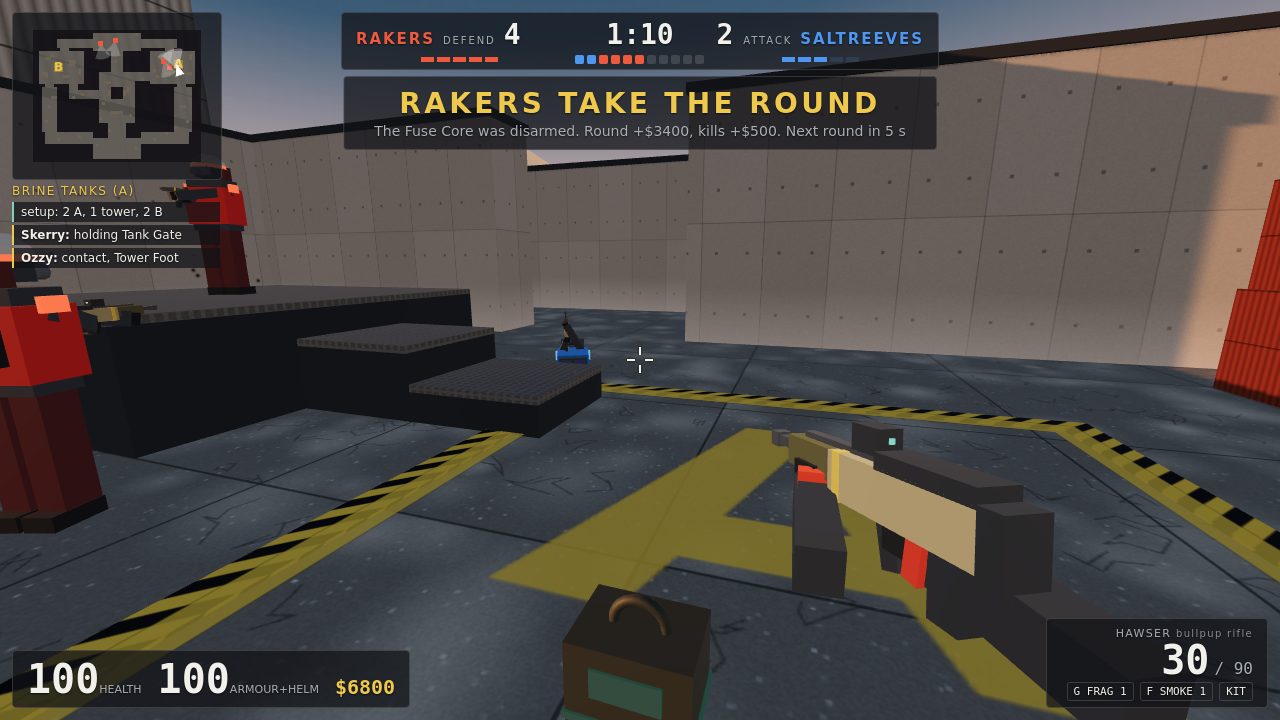 RAKERS DEFEND 4 1:10 2 ATTACK SALTREEVES
RAKERS TAKE THE ROUND
The Fuse Core was disarmed. Round +$3400, kills +$500. Next round in 5 s
B
A
BRINE TANKS (A)
setup: 2 A, 1 tower, 2 B
Skerry: holding Tank Gate
Ozzy: contact, Tower Foot
A
100 HEALTH 100 ARMOUR+HELM $6800
HAWSER bullpup rifle
30 / 90
G FRAG 1 F SMOKE 1 KIT